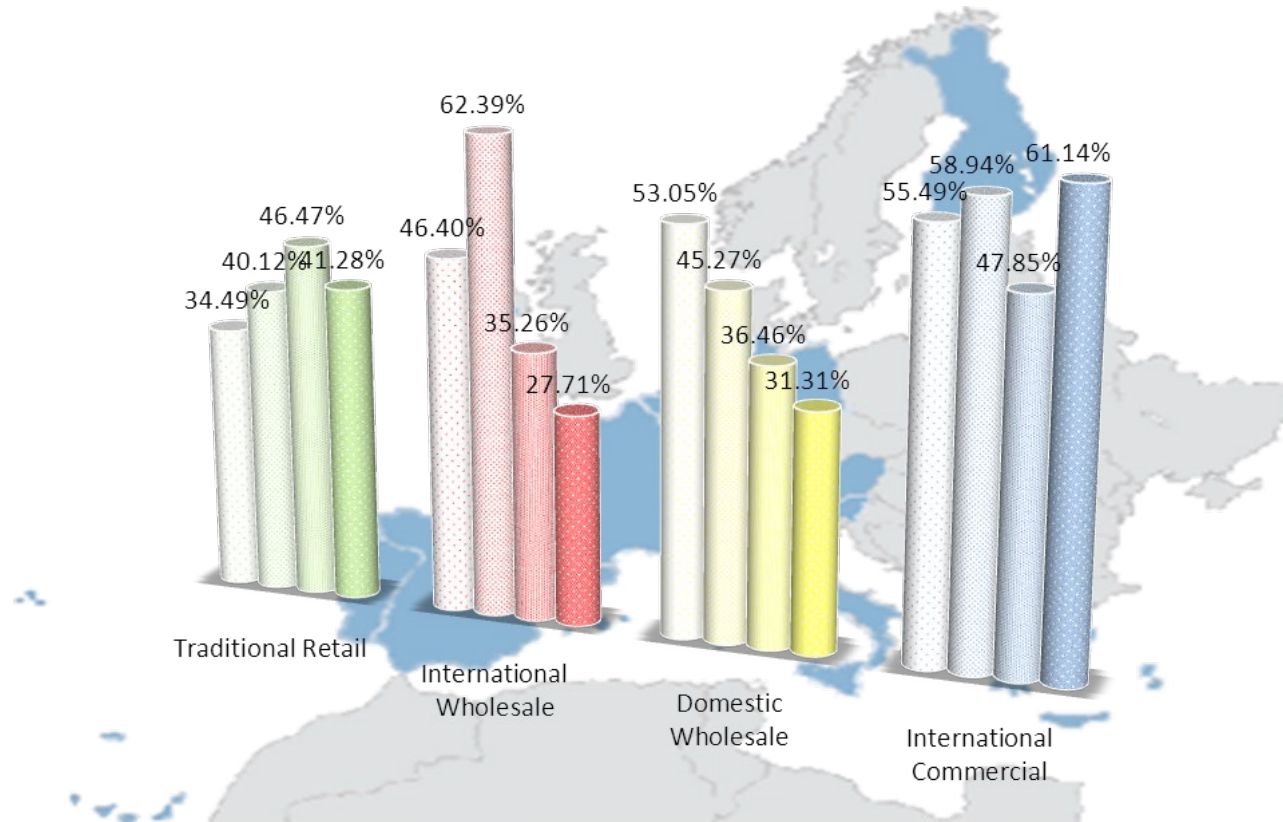 34.49%
40.12%
46.47%
41.28%
Traditional Retail
46.40%
62.39%
35.26%
27.71%
International
Wholesale
53.05%
45.27%
36.46%
31.31%
Domestic
Wholesale
55.49%
58.94%
47.85%
61.14%
International
Commercial